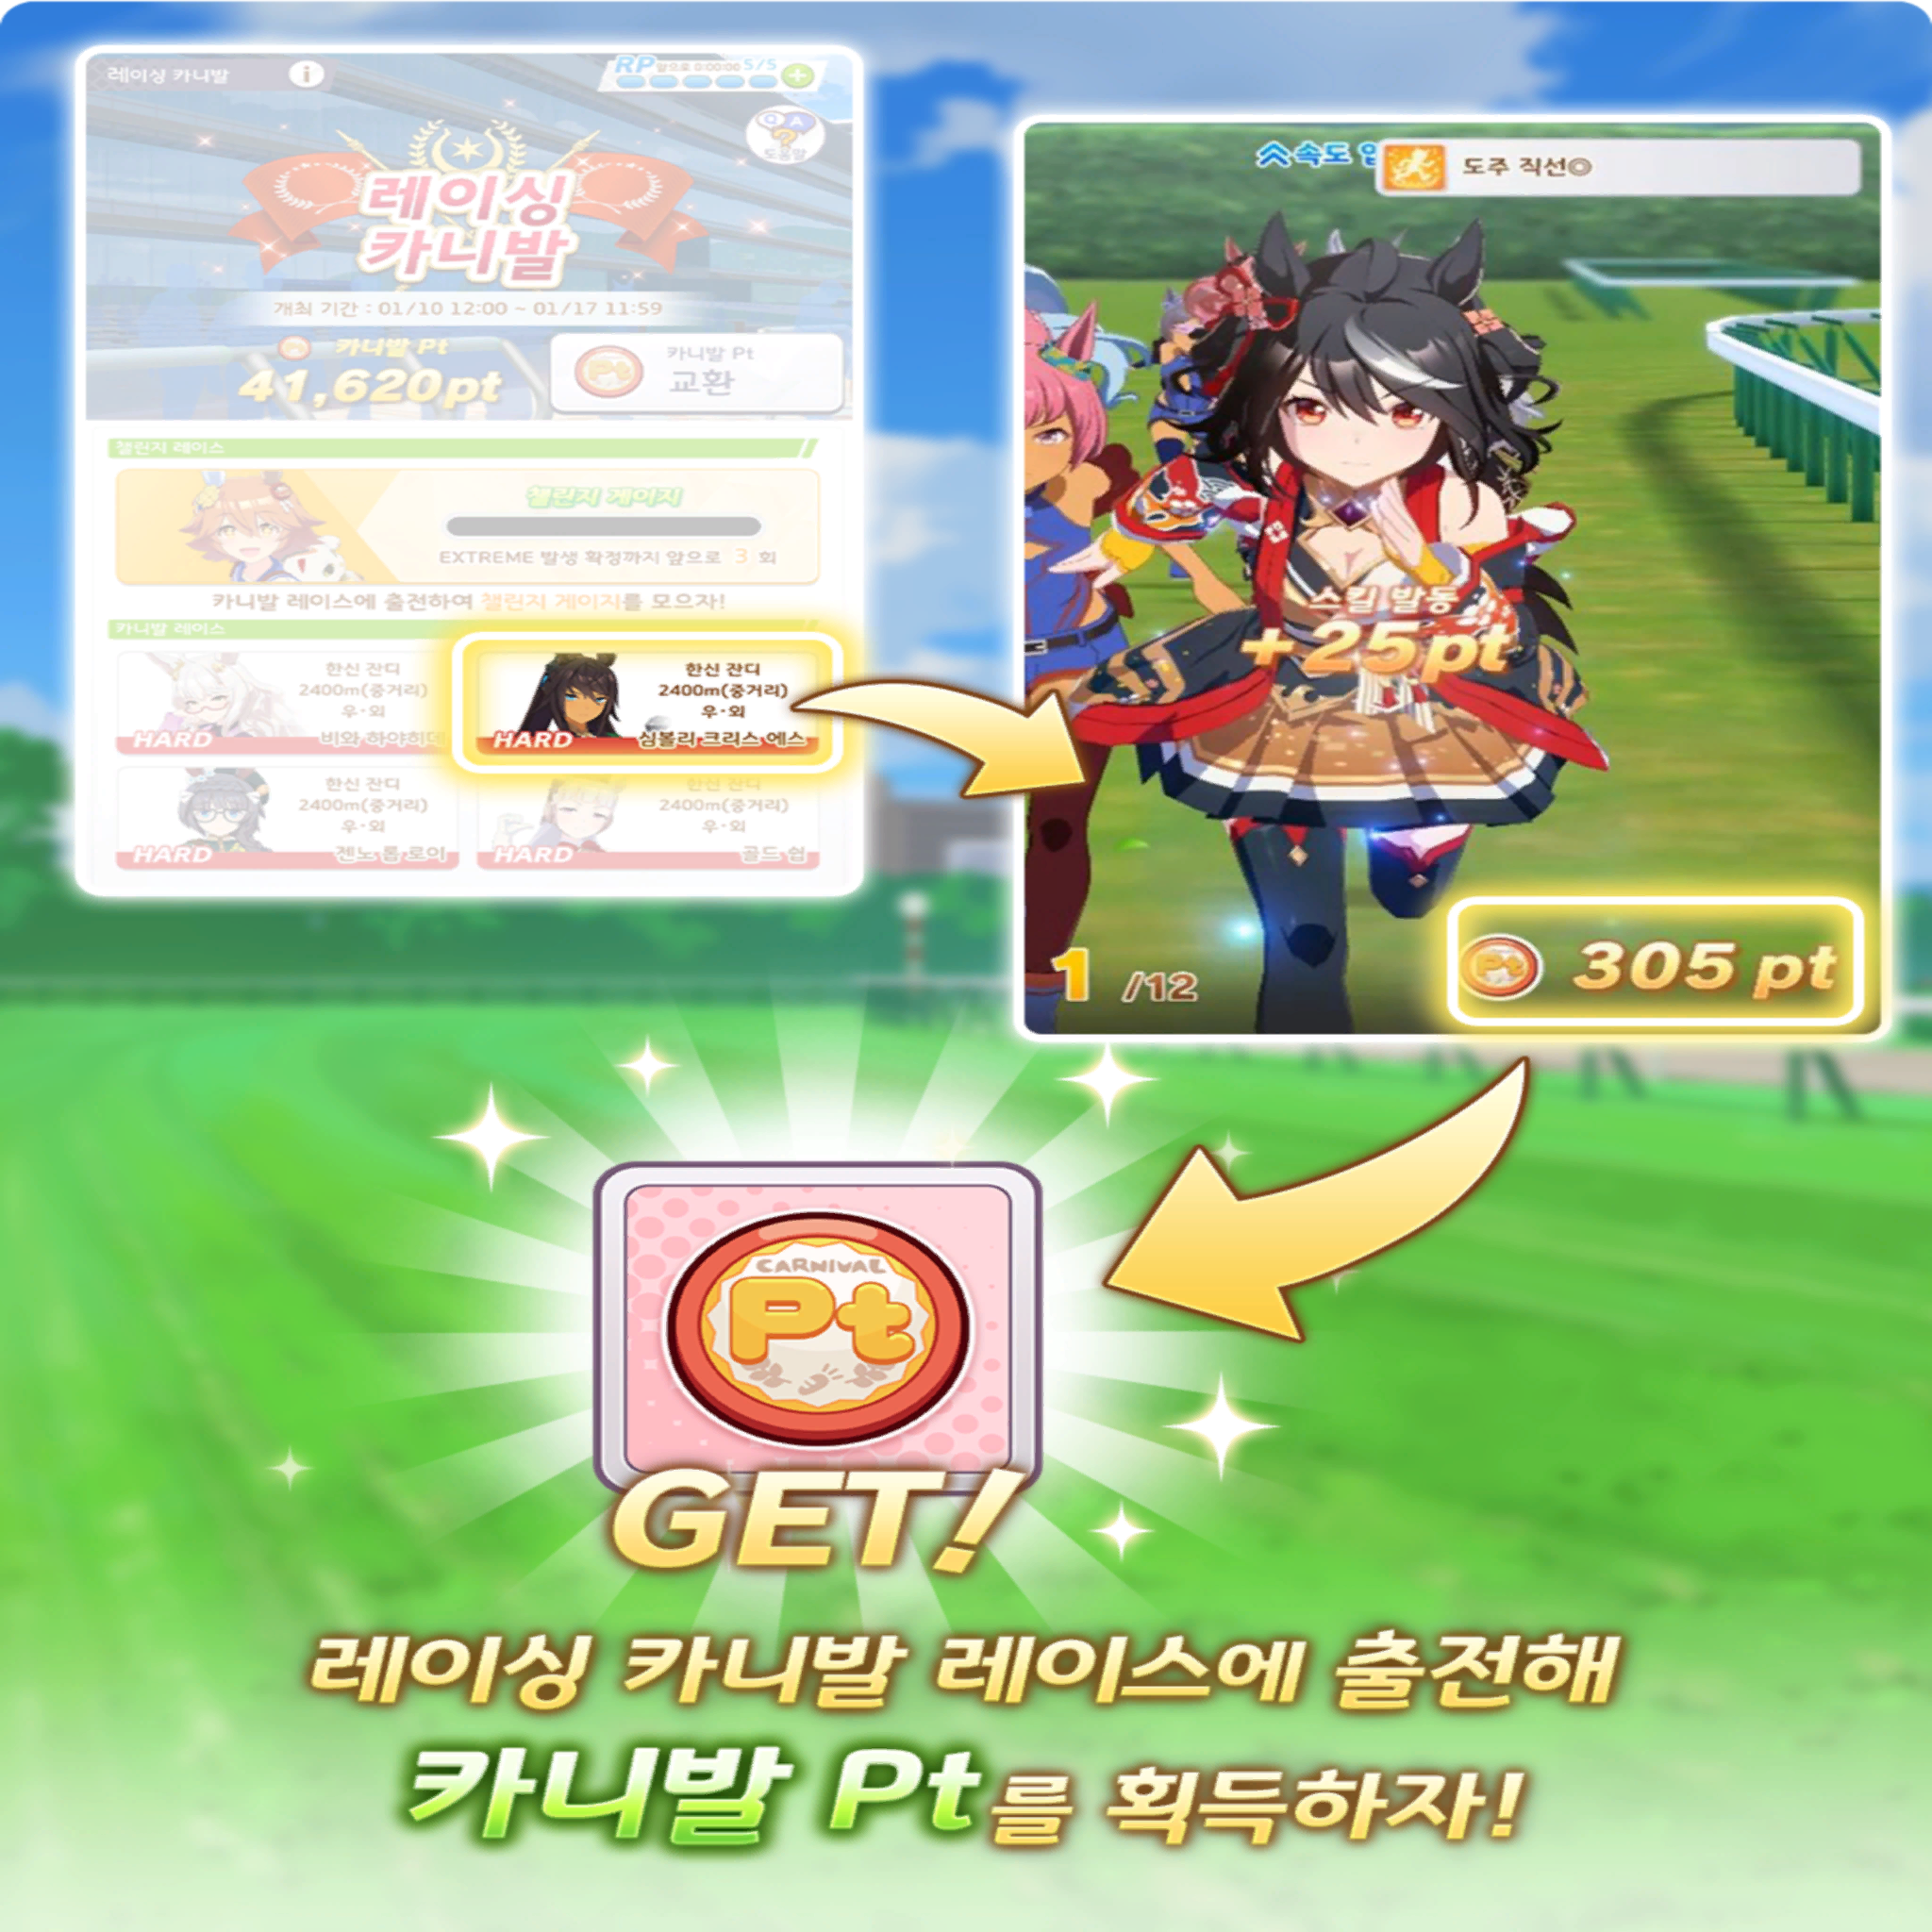 레이싱 카니발
i
RP 앞으로 0:00:00 5/5
Q A
?
도움말
레이싱
카니발
개최 기간 : 01/10 12:00 ~ 01/17 11:59
카니발 Pt
41,620pt
Pt
카니발 Pt
교환
챌린지 레이스
챌린지 게이지
EXTREME 발생 확정까지 앞으로 3 회
카니발 레이스에 출전하여 챌린지 게이지를 모으자!
카니발 레이스
한신 잔디
2400m(중거리)
우·외
HARD 비와 하야히데
한신 잔디
2400m(중거리)
우·외
HARD 심볼리 크리스 에스
한신 잔디
2400m(중거리)
우·외
HARD 젠노 롭 로이
한신 잔디
2400m(중거리)
우·외
HARD 골드 쉽
속도
도주 직선◎
스킬 발동
+25pt
1 /12
Pt 305 pt
CARNIVAL
Pt
GET!
레이싱 카니발 레이스에 출전해
카니발 Pt를 획득하자!